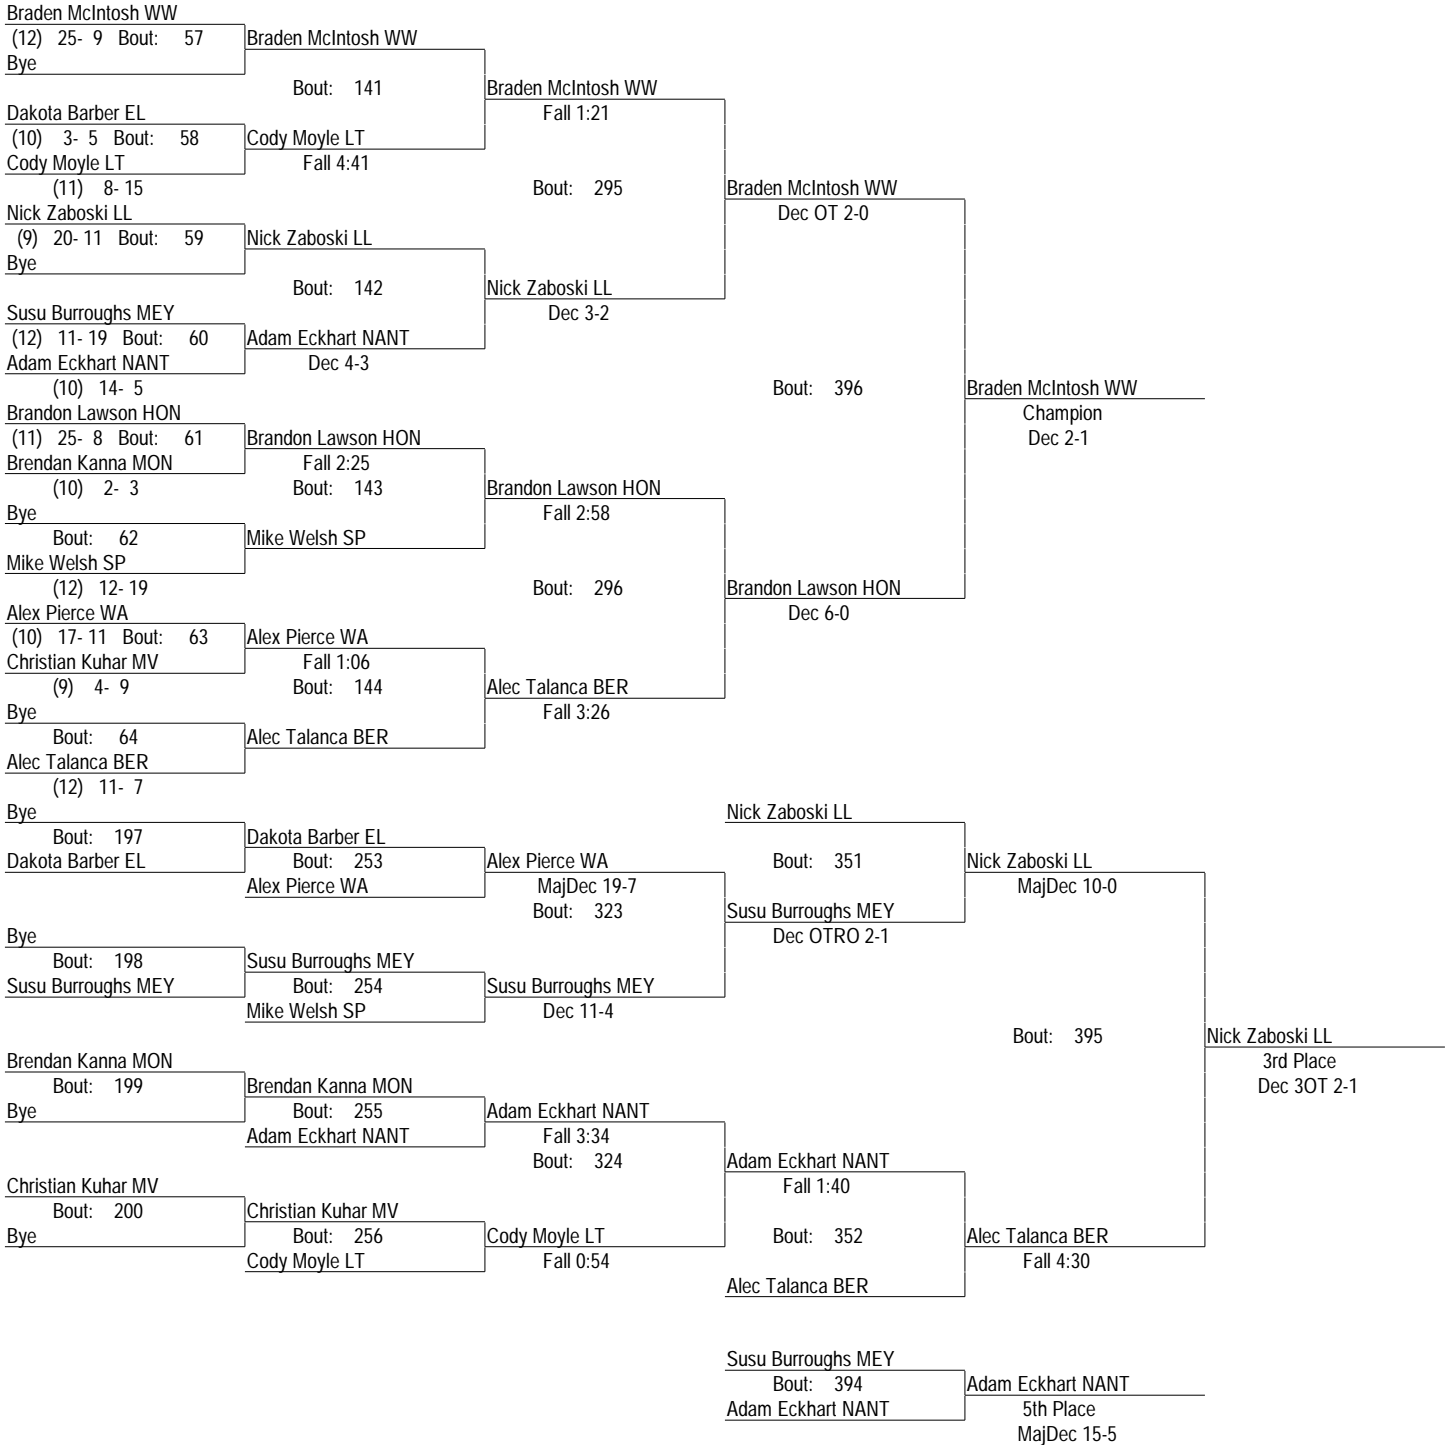 Braden McIntosh WW
(12) 25- 9 Bout: 57 Braden McIntosh WW
Bye
Bout: 141 Braden McIntosh WW
Dakota Barber EL Fall 1:21
(10) 3- 5 Bout: 58 Cody Moyle LT
Cody Moyle LT Fall 4:41
(11) 8- 15 Bout: 295 Braden McIntosh WW
Nick Zaboski LL Dec OT 2-0
(9) 20- 11 Bout: 59 Nick Zaboski LL
Bye
Bout: 142 Nick Zaboski LL
Susu Burroughs MEY Dec 3-2
(12) 11- 19 Bout: 60 Adam Eckhart NANT
Adam Eckhart NANT Dec 4-3
(10) 14- 5 Bout: 396 Braden McIntosh WW
Brandon Lawson HON Champion
(11) 25- 8 Bout: 61 Brandon Lawson HON Dec 2-1
Brendan Kanna MON Fall 2:25
(10) 2- 3 Bout: 143 Brandon Lawson HON
Bye Fall 2:58
Bout: 62 Mike Welsh SP
Mike Welsh SP
(12) 12- 19 Bout: 296 Brandon Lawson HON
Alex Pierce WA Dec 6-0
(10) 17- 11 Bout: 63 Alex Pierce WA
Christian Kuhar MV Fall 1:06
(9) 4- 9 Bout: 144 Alec Talanca BER
Bye Fall 3:26
Bout: 64 Alec Talanca BER
Alec Talanca BER
(12) 11- 7
Bye Nick Zaboski LL
Bout: 197 Dakota Barber EL
Dakota Barber EL Bout: 253 Alex Pierce WA Bout: 351 Nick Zaboski LL
Alex Pierce WA MajDec 19-7 MajDec 10-0
Bout: 323 Susu Burroughs MEY
Bye Dec OTRO 2-1
Bout: 198 Susu Burroughs MEY
Susu Burroughs MEY Bout: 254 Susu Burroughs MEY
Mike Welsh SP Dec 11-4
Bout: 395 Nick Zaboski LL
Brendan Kanna MON 3rd Place
Bout: 199 Brendan Kanna MON Dec 3OT 2-1
Bye Bout: 255 Adam Eckhart NANT
Adam Eckhart NANT Fall 3:34
Bout: 324 Adam Eckhart NANT
Christian Kuhar MV Fall 1:40
Bout: 200 Christian Kuhar MV
Bye Bout: 256 Cody Moyle LT Bout: 352 Alec Talanca BER
Cody Moyle LT Fall 0:54 Fall 4:30
Alec Talanca BER
Susu Burroughs MEY
Bout: 394 Adam Eckhart NANT
Adam Eckhart NANT 5th Place
MajDec 15-5